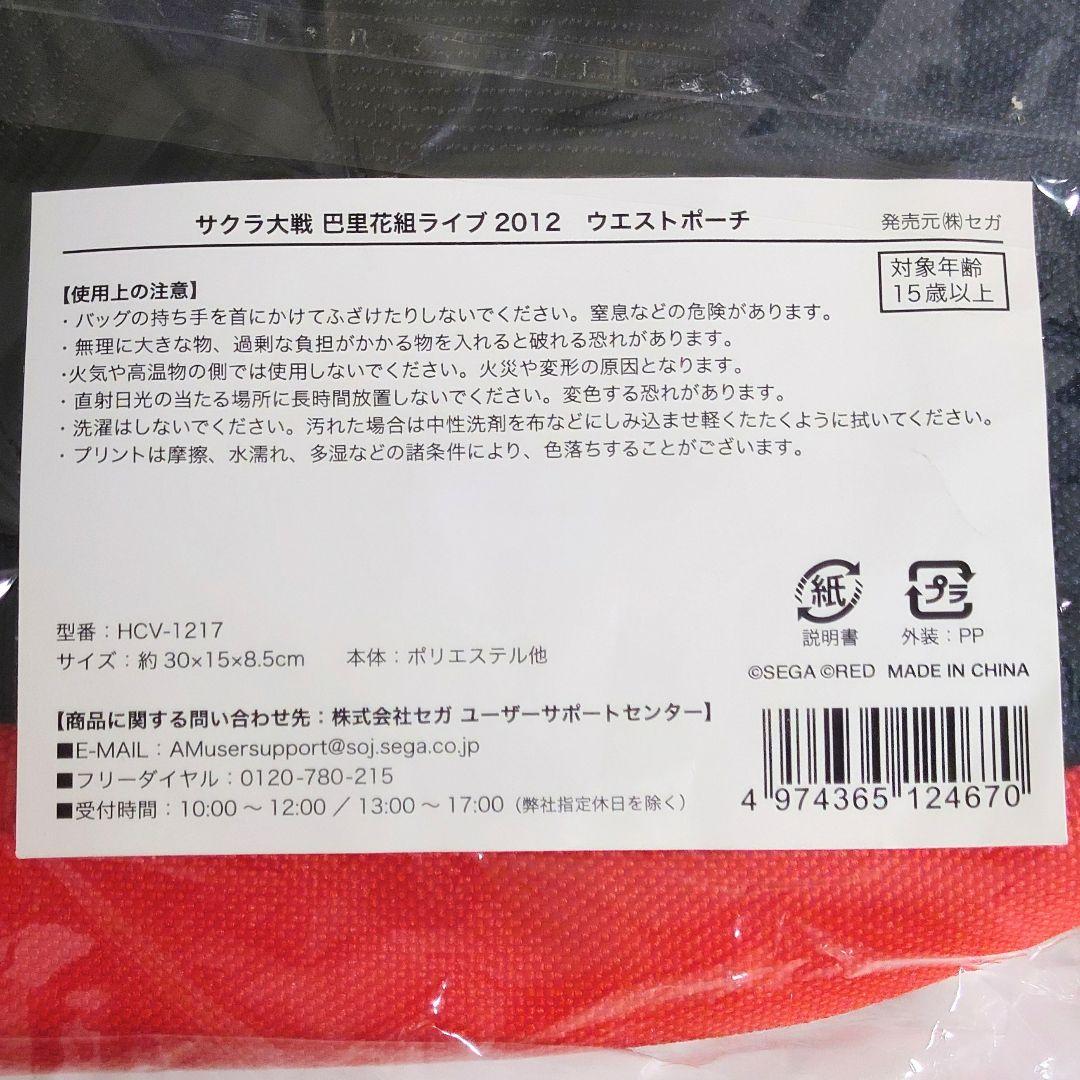 サクラ大戦 巴里花組ライブ2012　ウエストポーチ
発売元㈱セガ
対象年齢
15歳以上
【使用上の注意】
・バッグの持ち手を首にかけてふざけたりしないでください。窒息などの危険があります。
・無理に大きな物、過剰な負担がかかる物を入れると破れる恐れがあります。
・火気や高温物の側では使用しないでください。火災や変形の原因となります。
・直射日光の当たる場所に長時間放置しないでください。変色する恐れがあります。
・洗濯はしないでください。汚れた場合は中性洗剤を布などにしみ込ませ軽くたたくように拭いてください。
・プリントは摩擦、水濡れ、多湿などの諸条件により、色落ちすることがございます。
紙
説明書
プラ
外装：PP
型番：HCV-1217
サイズ：約30×15×8.5cm　本体：ポリエステル他
©SEGA ©RED MADE IN CHINA
【商品に関する問い合わせ先：株式会社セガ ユーザーサポートセンター】
■E-MAIL：AMusersupport@soj.sega.co.jp
■フリーダイヤル：0120-780-215
■受付時間：10:00～12:00／13:00～17:00（弊社指定休日を除く）
4 974365 124670